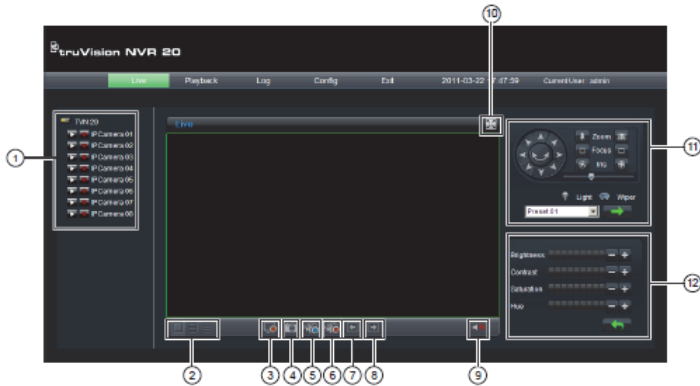 10
truVision NVR 20
Live Playback Log Config Exit 2011-03-22 17:47:59 Current User: admin
TVN 20
IP Camera 01
IP Camera 02
IP Camera 03
IP Camera 04
IP Camera 05
IP Camera 06
IP Camera 07
IP Camera 08
1
Live
Zoom
Focus
Iris
11
Light Wiper
Preset 01
Brightness
Contrast
Saturation
Hue
12
2 3 4 5 6 7 8 9